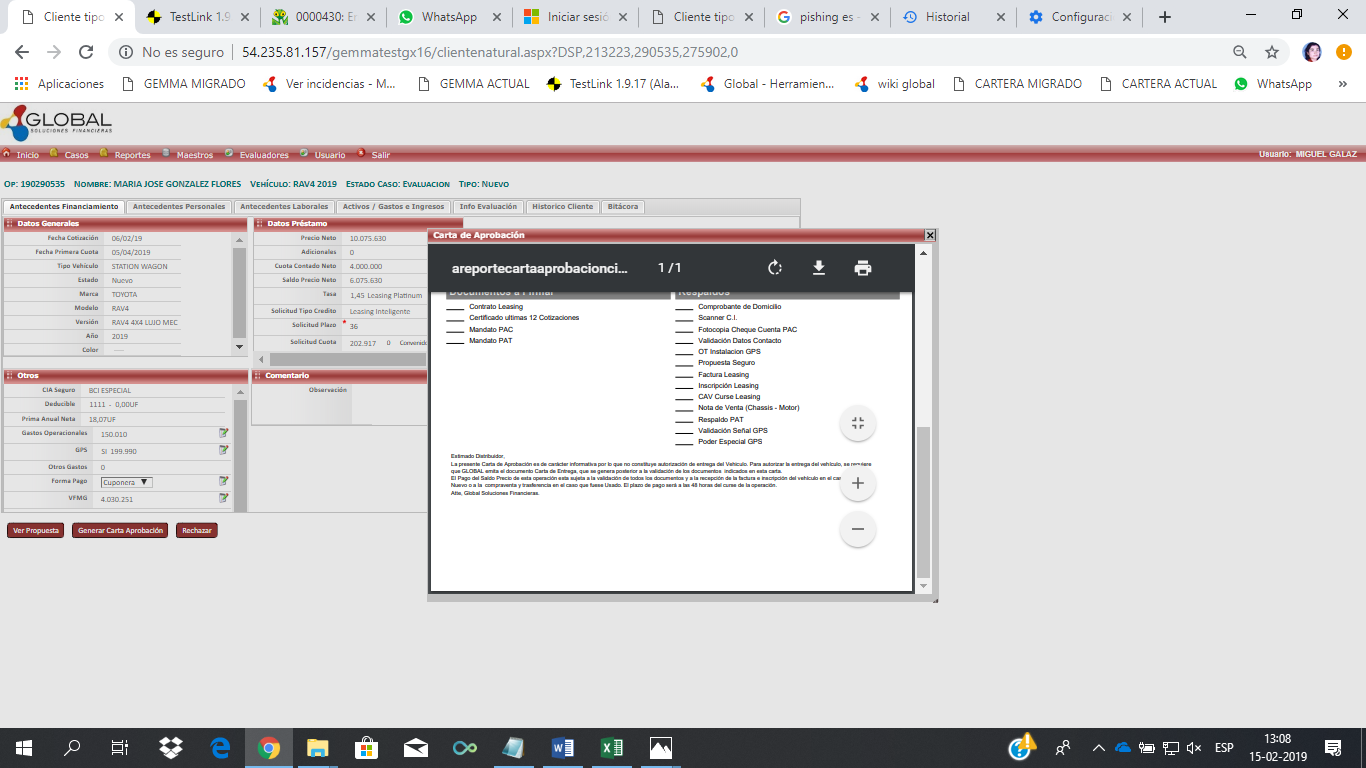 Cliente tipo
TestLink 1.9
0000430: Er
WhatsApp
Iniciar sesió
Cliente tipo
pishing es -
Historial
Configuraci
No es seguro | 54.235.81.157/gemmatestgx16/clientenatural.aspx?DSP,213223,290535,275902,0
Aplicaciones
GEMMA MIGRADO
Ver incidencias - M...
GEMMA ACTUAL
TestLink 1.9.17 (Ala...
Global - Herramien...
wiki global
CARTERA MIGRADO
CARTERA ACTUAL
WhatsApp
»
GLOBAL
SOLUCIONES FINANCIERAS
Inicio Casos Reportes Maestros Evaluadores Usuario Salir
Usuario: MIGUEL GALAZ
Op: 190290535 Nombre: MARIA JOSE GONZALEZ FLORES Vehículo: RAV4 2019 Estado Caso: Evaluacion Tipo: Nuevo
Antecedentes Financiamiento
Antecedentes Personales
Antecedentes Laborales
Activos / Gastos e Ingresos
Info Evaluación
Historico Cliente
Bitácora
Datos Generales
Fecha Cotización 06/02/19
Fecha Primera Cuota 05/04/2019
Tipo Vehículo STATION WAGON
Estado Nuevo
Marca TOYOTA
Modelo RAV4
Versión RAV4 4X4 LUJO MEC
Año 2019
Color ----
Datos Préstamo
Precio Neto 10.075.630
Adicionales 0
Cuota Contado Neto 4.000.000
Saldo Precio Neto 6.075.630
Tasa 1,45 Leasing Platinum
Solicitud Tipo Credito Leasing Inteligente
Solicitud Plazo * 36
Solicitud Cuota 202.917 0 Convenido
Otros
CIA Seguro BCI ESPECIAL
Deducible 1111 - 0,00UF
Prima Anual Neta 18,07UF
Gastos Operacionales 150.010
GPS SI 199.990
Otros Gastos 0
Forma Pago Cuponera
VFMG 4.030.251
Comentario
Observación
Ver Propuesta
Generar Carta Aprobación
Rechazar
Carta de Aprobación
areportecartaaprobacionci... 1 / 1
Documentos a Firmar
Contrato Leasing
Certificado ultimas 12 Cotizaciones
Mandato PAC
Mandato PAT
Respaldos
Comprobante de Domicilio
Scanner C.I.
Fotocopia Cheque Cuenta PAC
Validación Datos Contacto
OT Instalacion GPS
Propuesta Seguro
Factura Leasing
Inscripción Leasing
CAV Curse Leasing
Nota de Venta (Chassis - Motor)
Respaldo PAT
Validación Señal GPS
Poder Especial GPS
Estimado Distribuidor,
La presente Carta de Aprobación es de carácter informativa por lo que no constituye autorización de entrega del Vehículo. Para autorizar la entrega del vehículo, se requiere
que GLOBAL emita el documento Carta de Entrega, que se genera posterior a la validación de los documentos indicados en esta carta.
El Pago del Saldo Precio de esta operación esta sujeta a la validación de todos los documentos y a la recepción de la factura e inscripción del vehículo en el cas
Nuevo o a la compraventa y trasferencia en el caso que fuese Usado. El plazo de pago será a las 48 horas del curse de la operación.
Atte, Global Soluciones Financieras.
ESP
13:08
15-02-2019